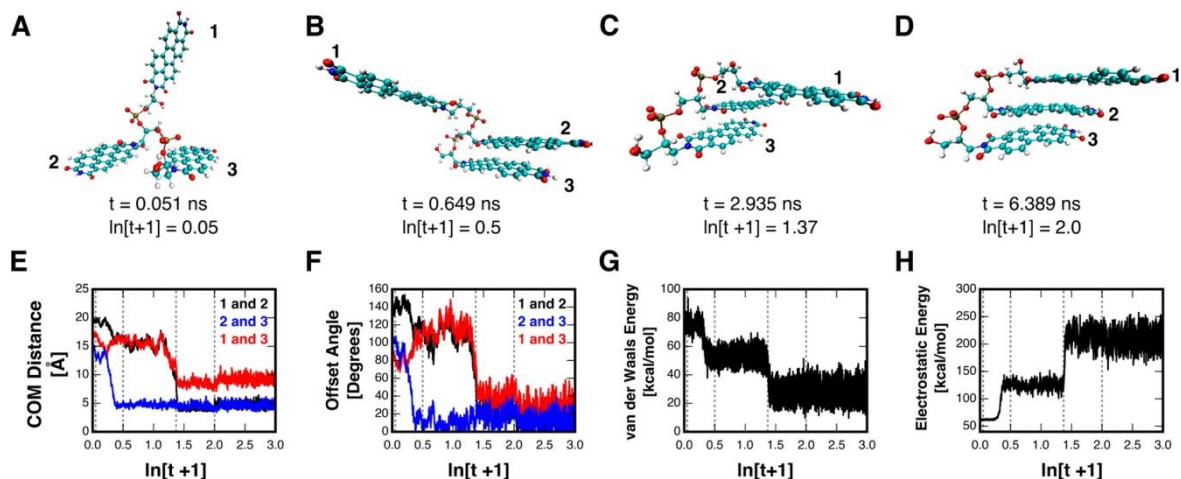 A
B
C
D
1
2
3
1
2
3
1
2
3
1
2
3
t = 0.051 ns
ln[t+1] = 0.05
t = 0.649 ns
ln[t+1] = 0.5
t = 2.935 ns
ln[t +1] = 1.37
t = 6.389 ns
ln[t+1] = 2.0
E
COM Distance
[Å]
25
20
15
10
5
0
1 and 2
2 and 3
1 and 3
0.0 0.5 1.0 1.5 2.0 2.5 3.0
ln[t +1]
F
Offset Angle
[Degrees]
160
140
120
100
80
60
40
20
0
1 and 2
2 and 3
1 and 3
0.0 0.5 1.0 1.5 2.0 2.5 3.0
ln[t +1]
G
van der Waals Energy
[kcal/mol]
100
80
60
40
20
0
0.0 0.5 1.0 1.5 2.0 2.5 3.0
ln[t+1]
H
Electrostatic Energy
[kcal/mol]
300
250
200
150
100
50
0.0 0.5 1.0 1.5 2.0 2.5 3.0
ln[t +1]